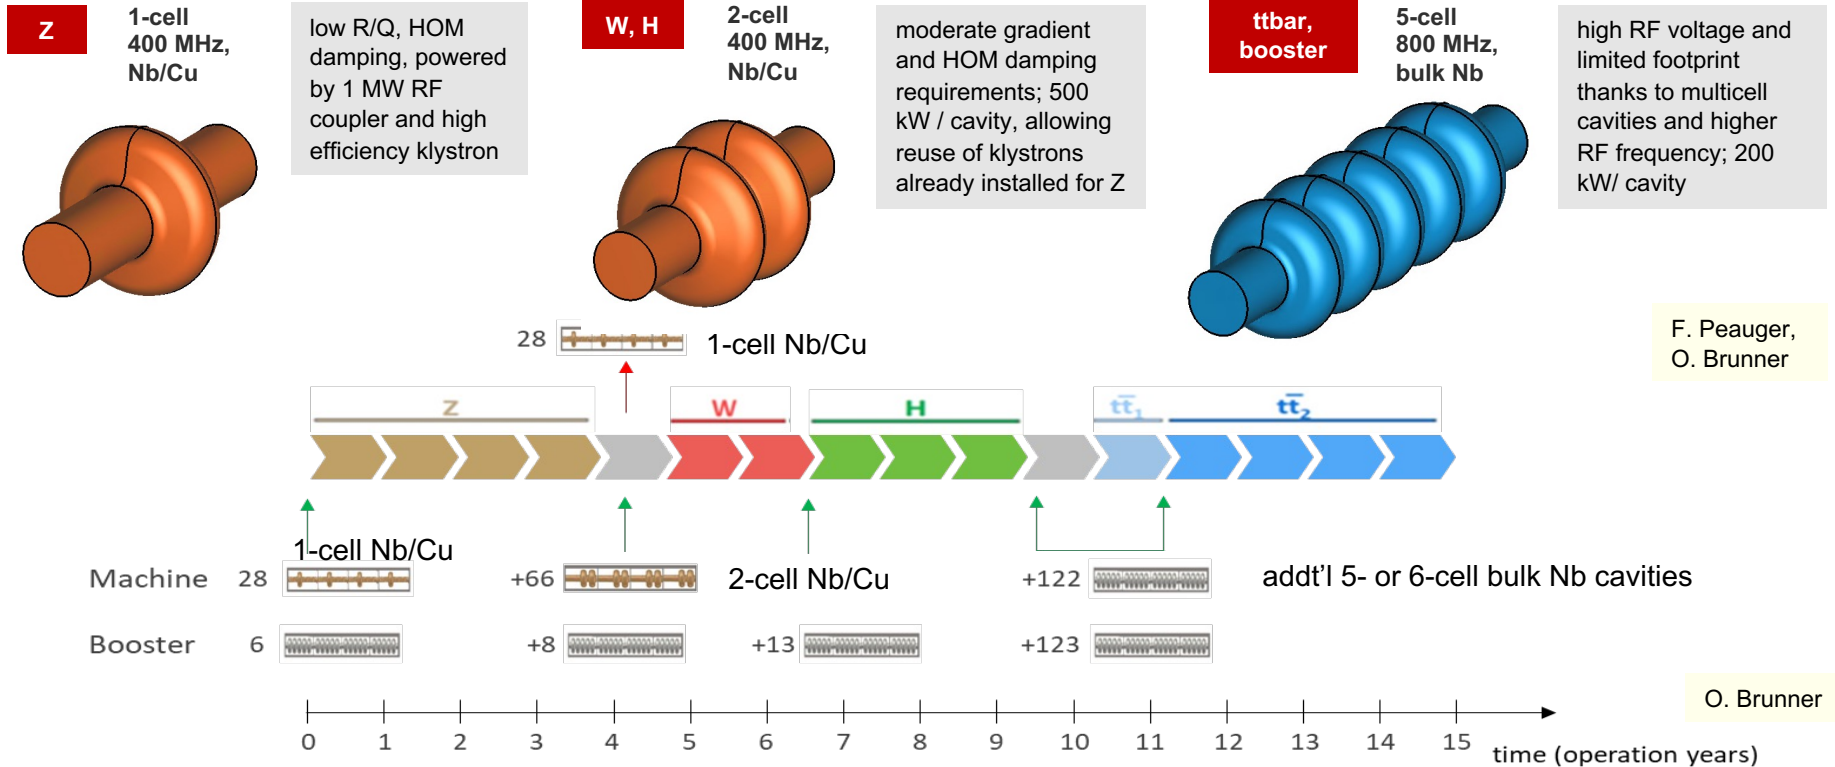 Z
1-cell
400 MHz,
Nb/Cu
low R/Q, HOM
damping, powered
by 1 MW RF
coupler and high
efficiency klystron
W, H
2-cell
400 MHz,
Nb/Cu
moderate gradient
and HOM damping
requirements; 500
kW / cavity, allowing
reuse of klystrons
already installed for Z
ttbar,
booster
5-cell
800 MHz,
bulk Nb
high RF voltage and
limited footprint
thanks to multicell
cavities and higher
RF frequency; 200
kW/ cavity
F. Peauger,
O. Brunner
28 1-cell Nb/Cu
Z W H tt̄₁ tt̄₂
1-cell Nb/Cu
Machine 28 +66 2-cell Nb/Cu +122 addt'l 5- or 6-cell bulk Nb cavities
Booster 6 +8 +13 +123
O. Brunner
0 1 2 3 4 5 6 7 8 9 10 11 12 13 14 15
time (operation years)